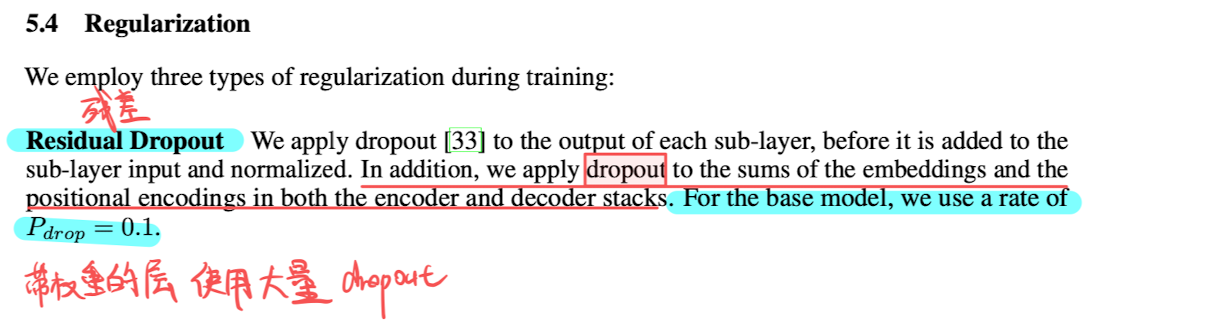 5.4 Regularization
We employ three types of regularization during training:
残差
Residual Dropout We apply dropout [33] to the output of each sub-layer, before it is added to the
sub-layer input and normalized. In addition, we apply dropout to the sums of the embeddings and the
positional encodings in both the encoder and decoder stacks. For the base model, we use a rate of
P_drop = 0.1.
带权重的层 使用大量 dropout